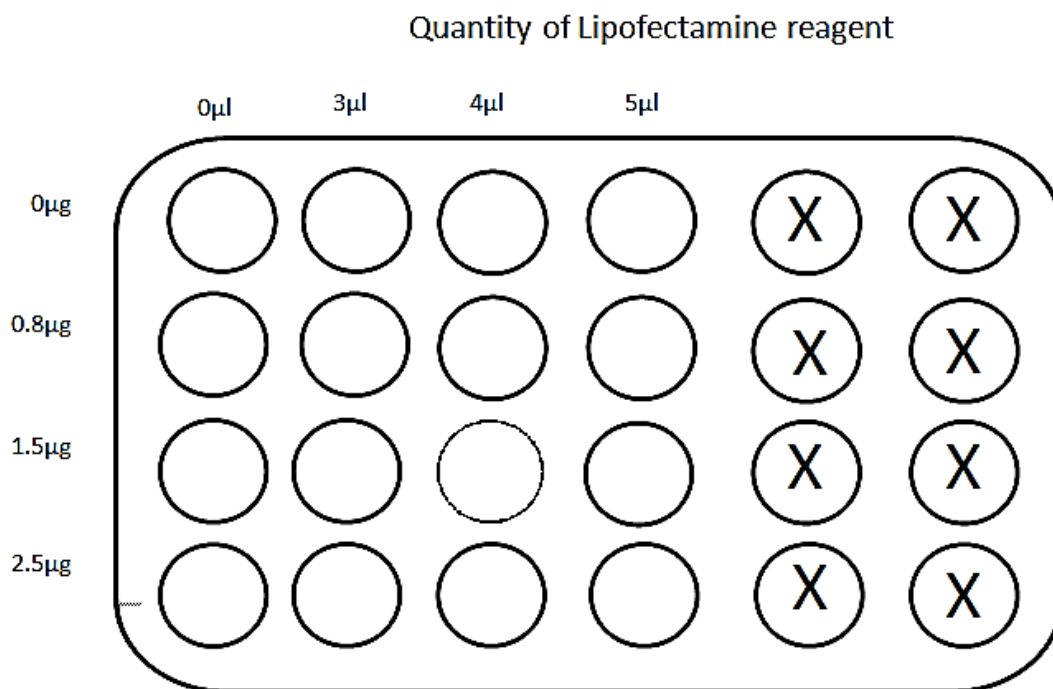 Quantity of Lipofectamine reagent
0µl 3µl 4µl 5µl
0µg X X
0.8µg X X
1.5µg X X
2.5µg X X